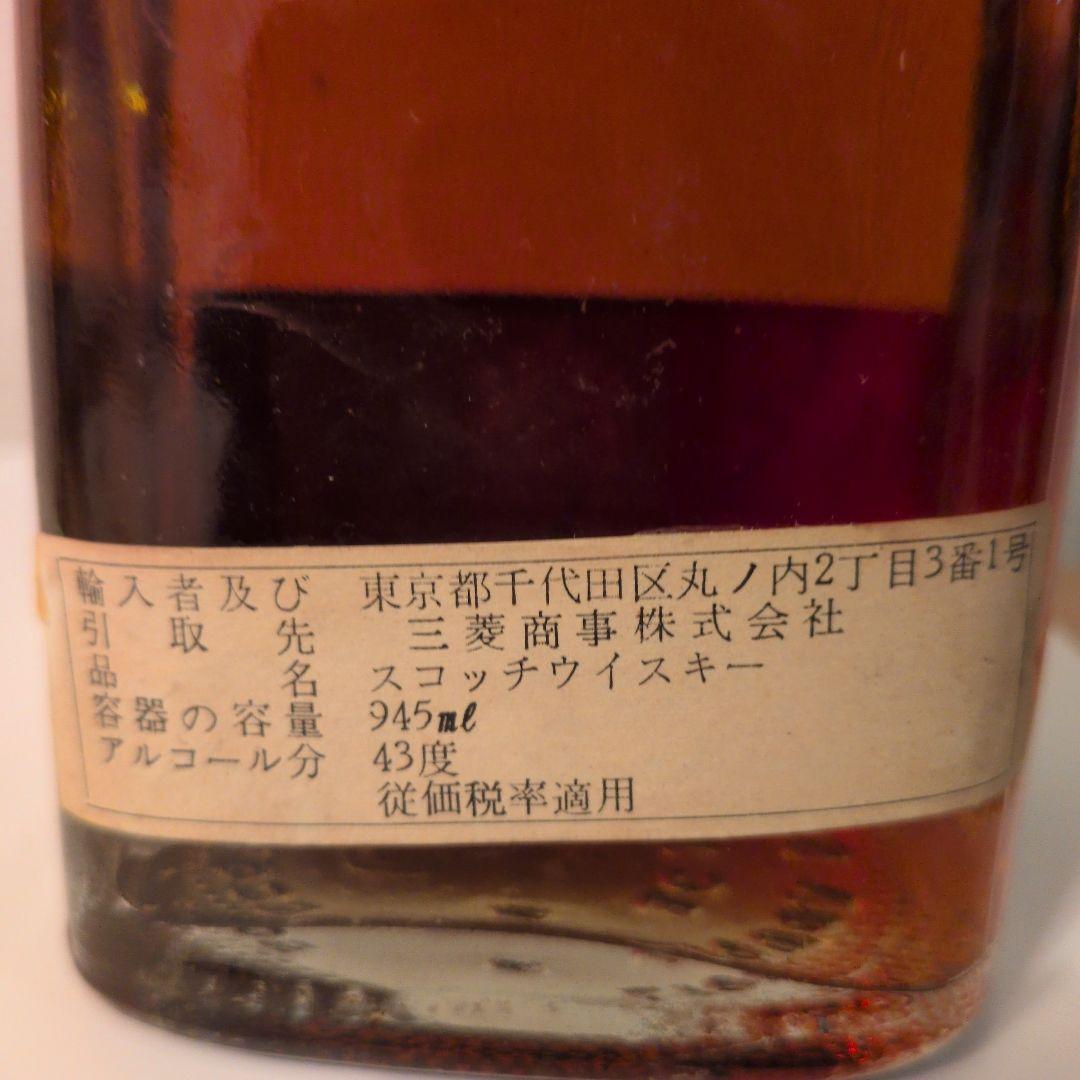 輸入者及び 東京都千代田区丸ノ内2丁目3番1号
引取先 三菱商事株式会社
品名 スコッチウイスキー
容器の容量 945ml
アルコール分 43度
従価税率適用